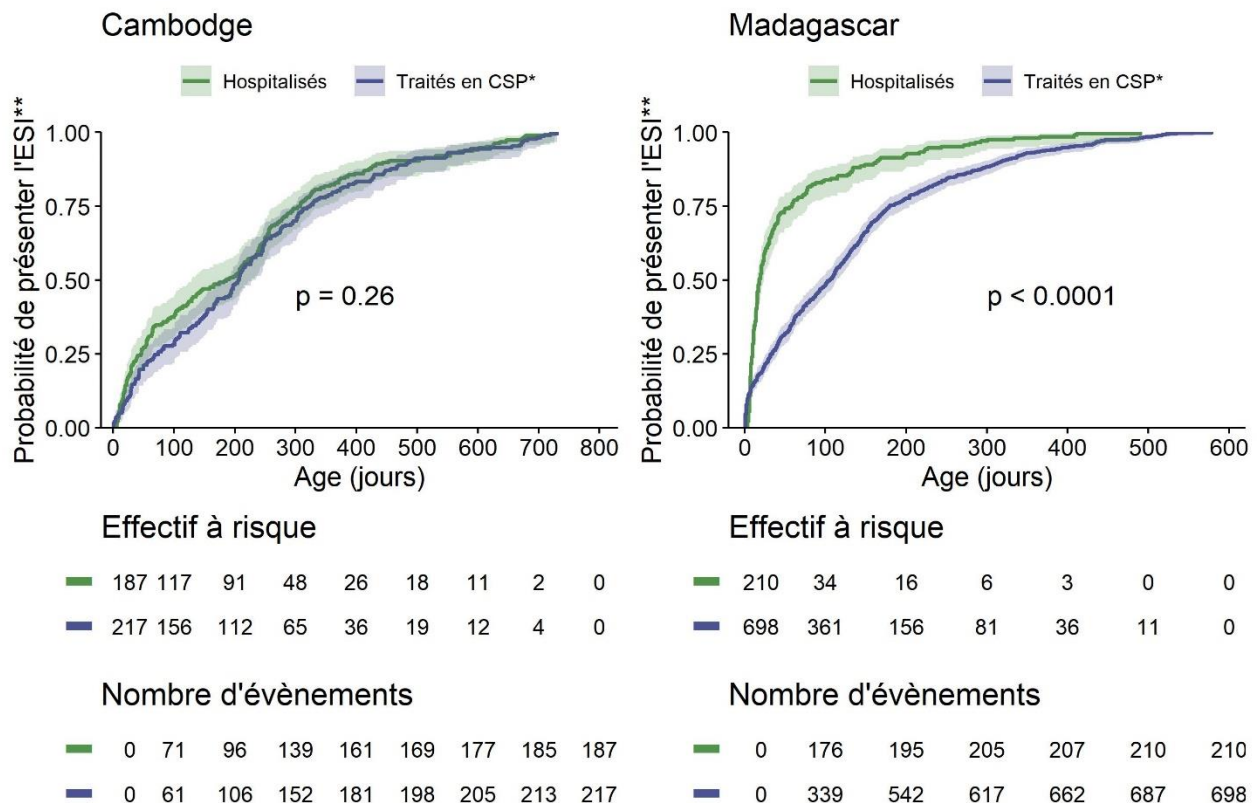 Cambodge
Hospitalisés Traités en CSP*
Probabilité de présenter l'ESI**
1.00
0.75
0.50
0.25
0.00
p = 0.26
0 100 200 300 400 500 600 700 800
Age (jours)
Effectif à risque
187 117 91 48 26 18 11 2 0
217 156 112 65 36 19 12 4 0
Nombre d'évènements
0 71 96 139 161 169 177 185 187
0 61 106 152 181 198 205 213 217
Madagascar
Hospitalisés Traités en CSP*
Probabilité de présenter l'ESI**
1.00
0.75
0.50
0.25
0.00
p < 0.0001
0 100 200 300 400 500 600
Age (jours)
Effectif à risque
210 34 16 6 3 0 0
698 361 156 81 36 11 0
Nombre d'évènements
0 176 195 205 207 210 210
0 339 542 617 662 687 698